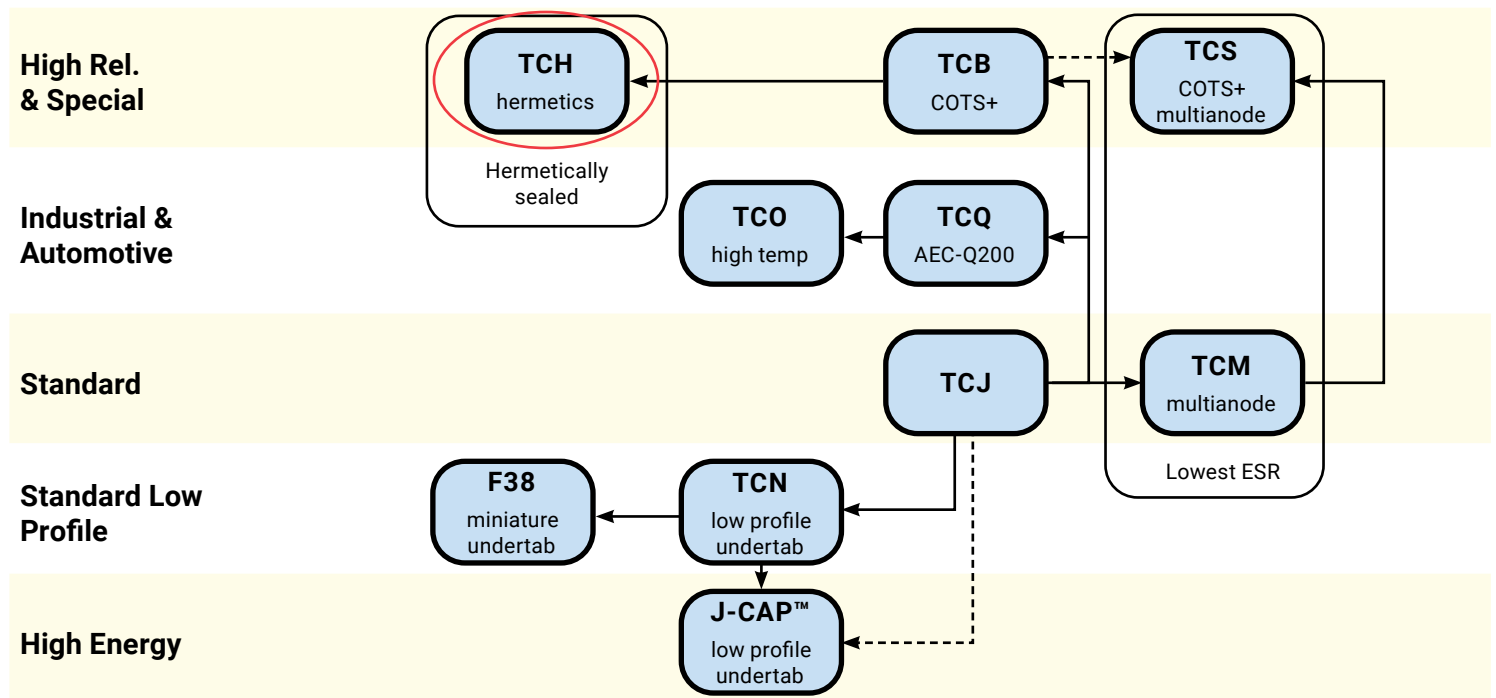 High Rel.
& Special
TCH
hermetics
Hermetically
sealed
TCB
COTS+
TCS
COTS+
multianode
Industrial &
Automotive
TCO
high temp
TCQ
AEC-Q200
Standard
TCJ
TCM
multianode
Lowest ESR
Standard Low
Profile
F38
miniature
undertab
TCN
low profile
undertab
High Energy
J-CAP™
low profile
undertab